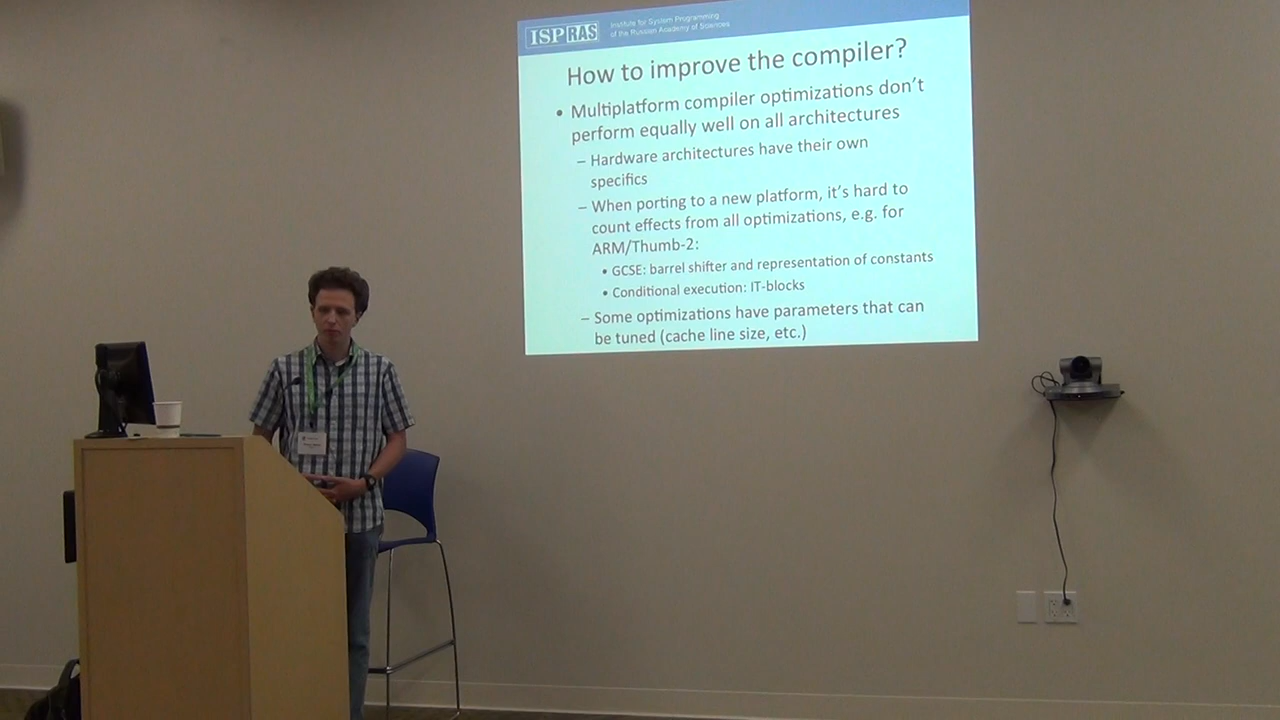 ISP RAS
Institute for System Programming
of the Russian Academy of Sciences
How to improve the compiler?
• Multiplatform compiler optimizations don't
perform equally well on all architectures
– Hardware architectures have their own
specifics
– When porting to a new platform, it's hard to
count effects from all optimizations, e.g. for
ARM/Thumb-2:
• GCSE: barrel shifter and representation of constants
• Conditional execution: IT-blocks
– Some optimizations have parameters that can
be tuned (cache line size, etc.)